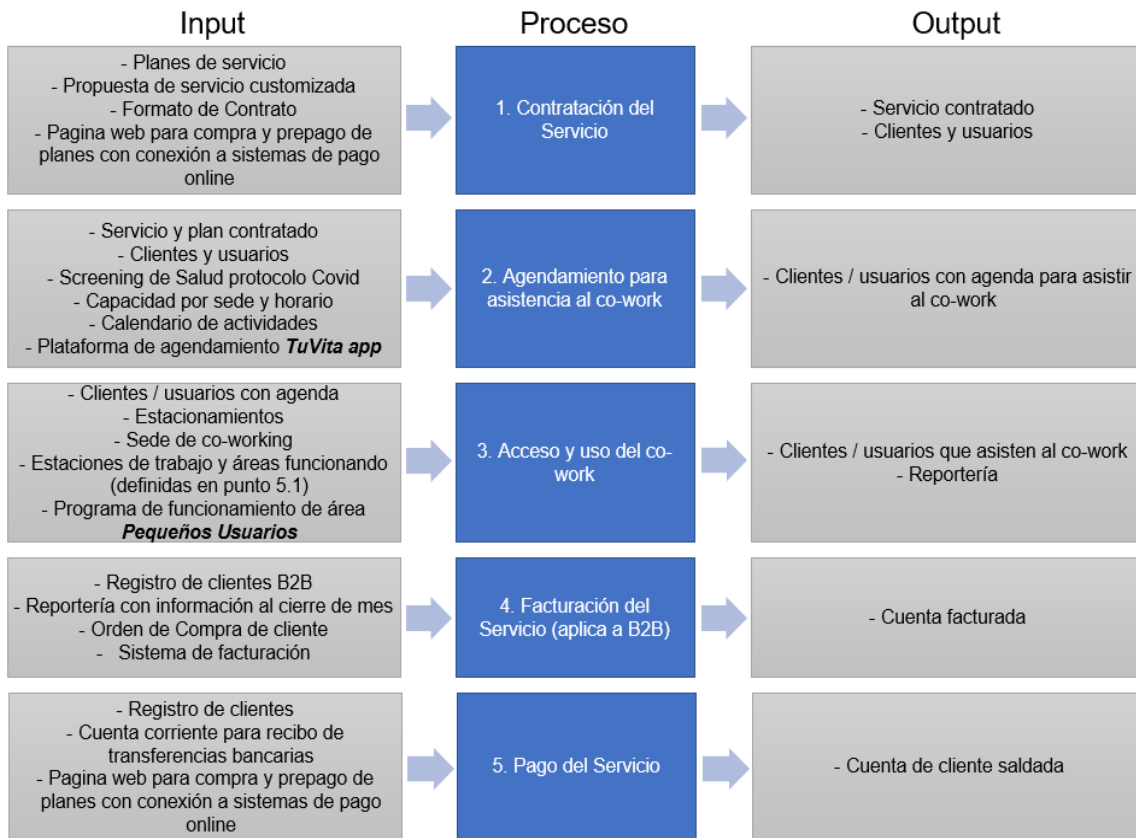 Input
Proceso
Output
- Planes de servicio
- Propuesta de servicio customizada
- Formato de Contrato
- Pagina web para compra y prepago de
planes con conexión a sistemas de pago
online
1. Contratación del
Servicio
- Servicio contratado
- Clientes y usuarios
- Servicio y plan contratado
- Clientes y usuarios
- Screening de Salud protocolo Covid
- Capacidad por sede y horario
- Calendario de actividades
- Plataforma de agendamiento TuVita app
2. Agendamiento para
asistencia al co-work
- Clientes / usuarios con agenda para asistir
al co-work
- Clientes / usuarios con agenda
- Estacionamientos
- Sede de co-working
- Estaciones de trabajo y áreas funcionando
(definidas en punto 5.1)
- Programa de funcionamiento de área
Pequeños Usuarios
3. Acceso y uso del co-
work
- Clientes / usuarios que asisten al co-work
- Reportería
- Registro de clientes B2B
- Reportería con información al cierre de mes
- Orden de Compra de cliente
- Sistema de facturación
4. Facturación del
Servicio (aplica a B2B)
- Cuenta facturada
- Registro de clientes
- Cuenta corriente para recibo de
transferencias bancarias
- Pagina web para compra y prepago de
planes con conexión a sistemas de pago
online
5. Pago del Servicio
- Cuenta de cliente saldada